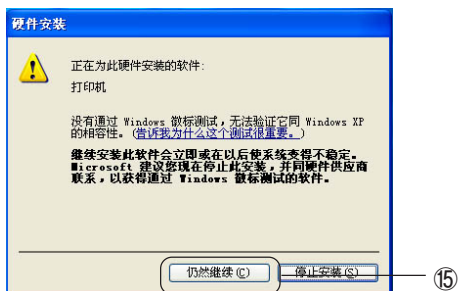 硬件安装
正在为此硬件安装的软件:
打印机
没有通过 Windows 徽标测试，无法验证它同 Windows XP
的相容性。(告诉我为什么这个测试很重要。)
继续安装此软件会立即或在以后使系统变得不稳定。
Microsoft 建议您现在停止此安装，并同硬件供应商
联系，以获得通过 Windows 徽标测试的软件。
仍然继续(C)
停止安装(S)
⑮